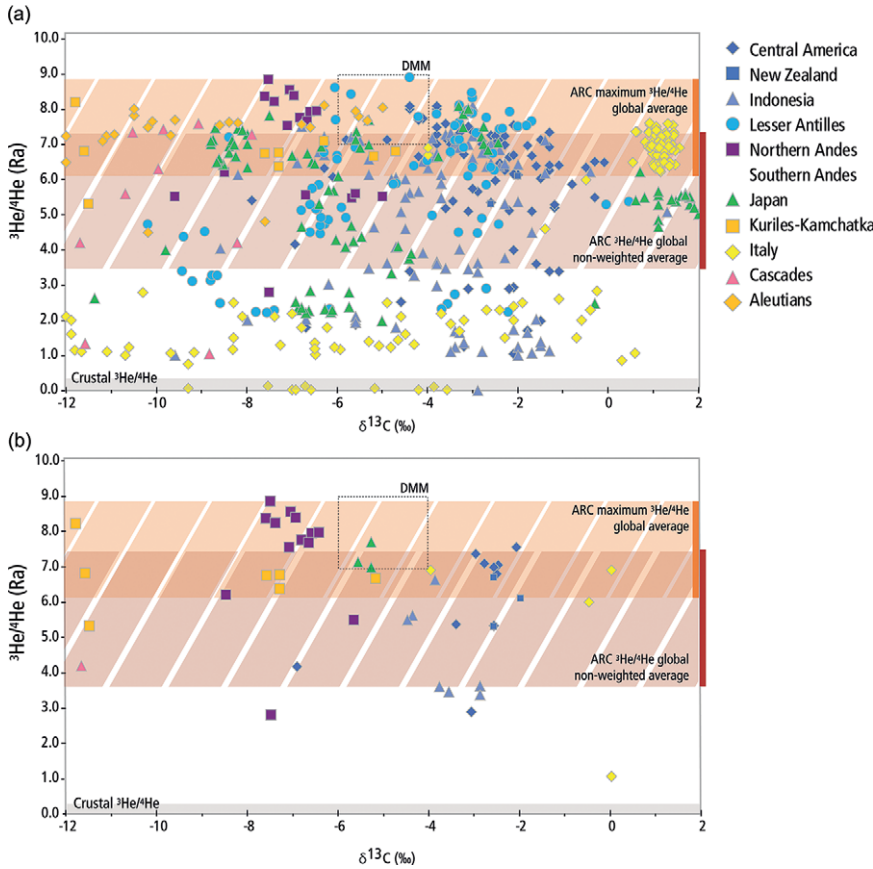 (a)
10.0
9.0
8.0
7.0
6.0
5.0
4.0
3.0
2.0
1.0
0.0
³He/⁴He (Ra)
DMM
ARC maximum ³He/⁴He
global average
ARC ³He/⁴He global
non-weighted average
Crustal ³He/⁴He
-12 -10 -8 -6 -4 -2 0 2
δ¹³C (‰)
Central America
New Zealand
Indonesia
Lesser Antilles
Northern Andes
Southern Andes
Japan
Kuriles-Kamchatka
Italy
Cascades
Aleutians
(b)
10.0
9.0
8.0
7.0
6.0
5.0
4.0
3.0
2.0
1.0
0.0
³He/⁴He (Ra)
DMM
ARC maximum ³He/⁴He
global average
ARC ³He/⁴He global
non-weighted average
Crustal ³He/⁴He
-12 -10 -8 -6 -4 -2 0 2
δ¹³C (‰)